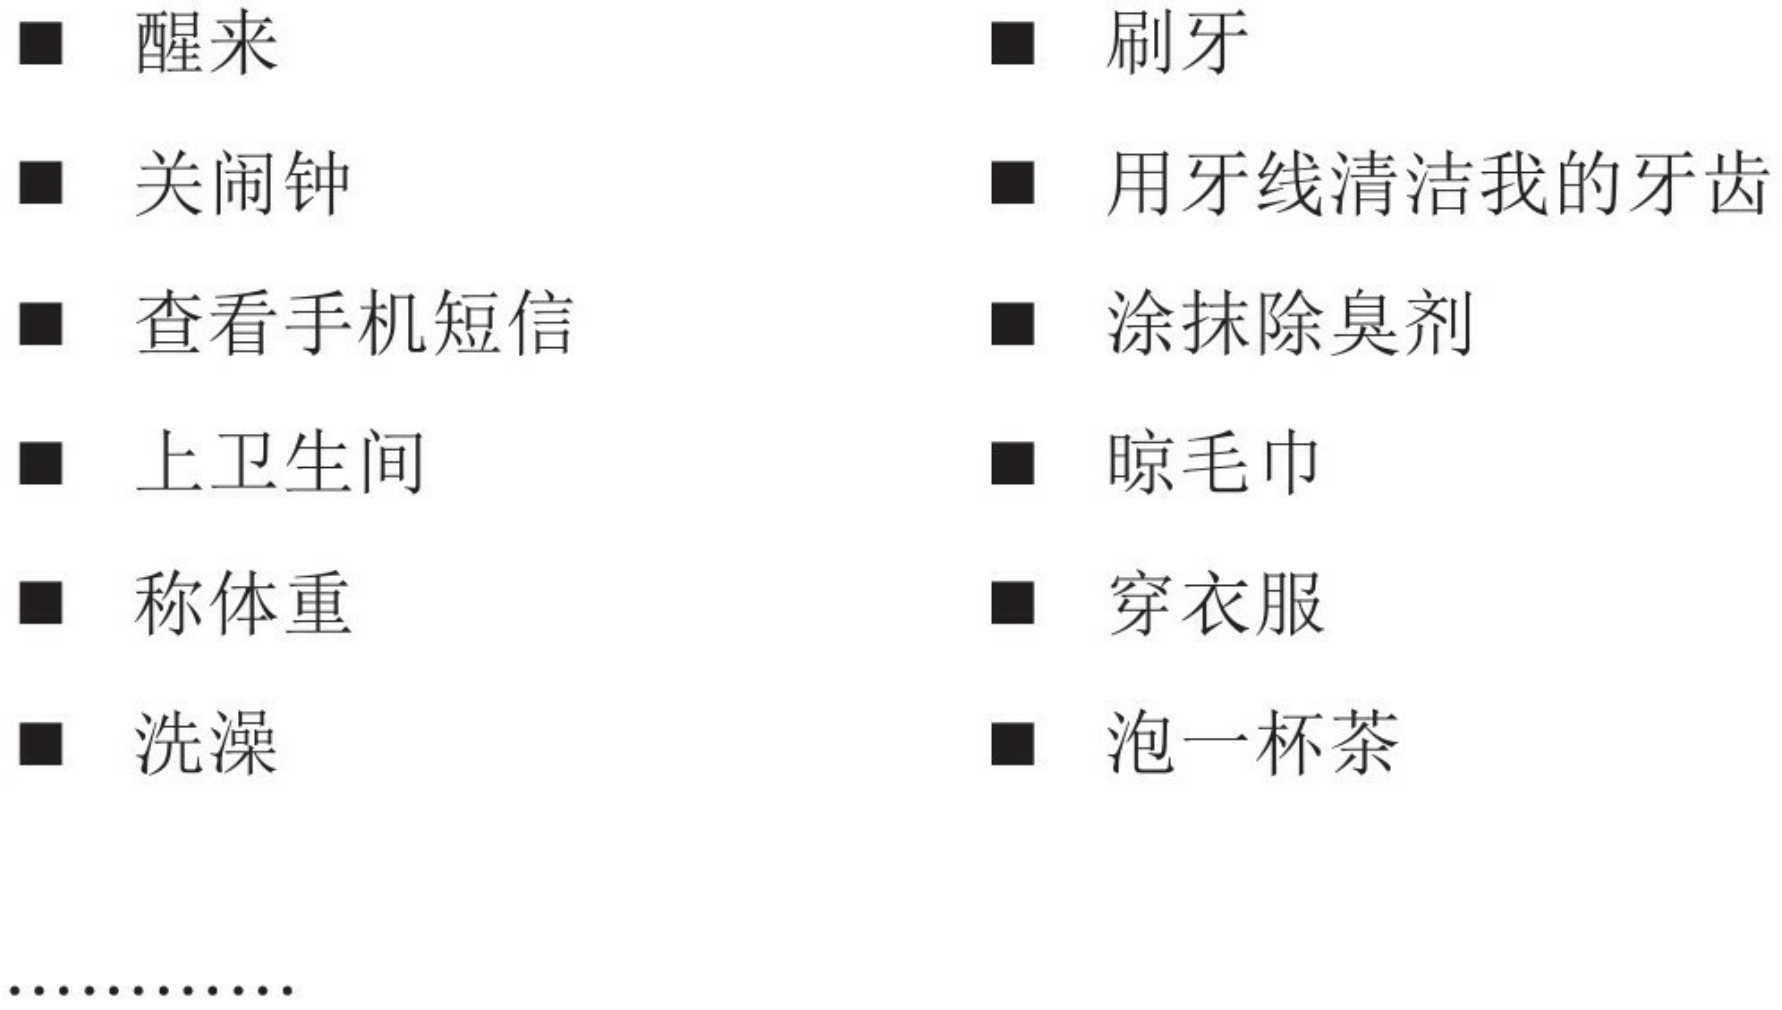 ■ 醒来
■ 关闹钟
■ 查看手机短信
■ 上卫生间
■ 称体重
■ 洗澡
■ 刷牙
■ 用牙线清洁我的牙齿
■ 涂抹除臭剂
■ 晾毛巾
■ 穿衣服
■ 泡一杯茶
…………